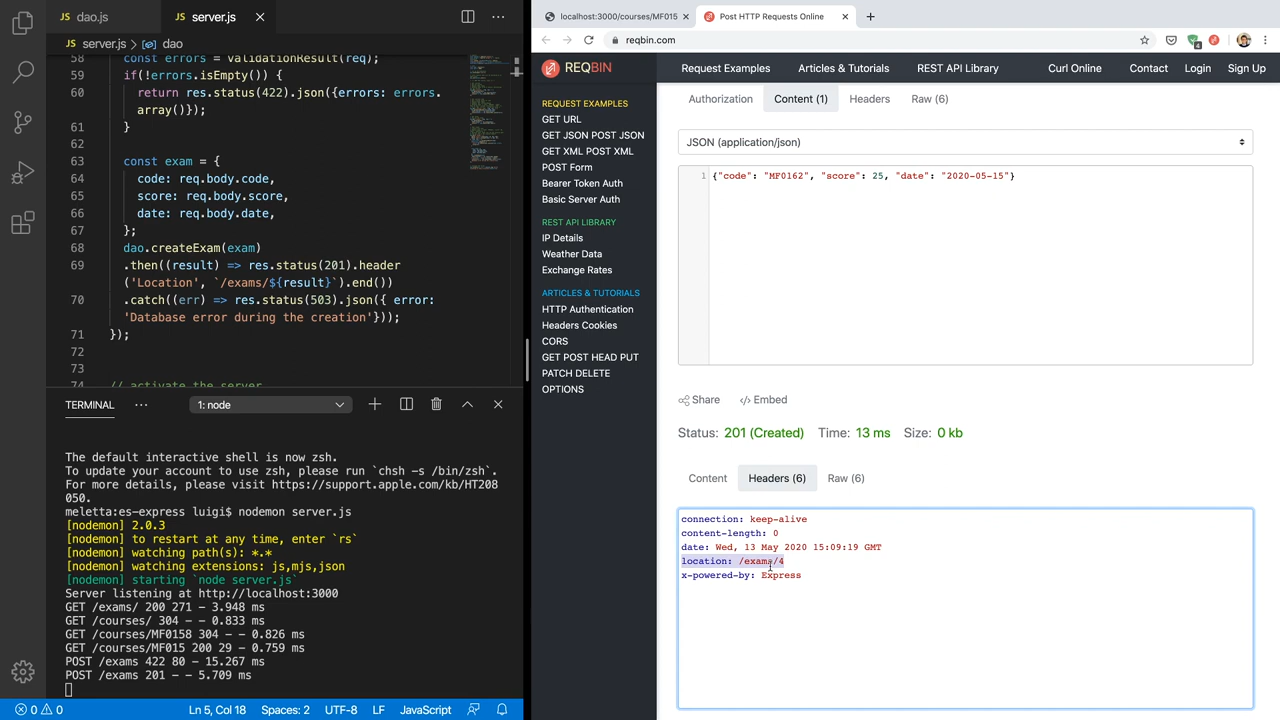 dao.js
JS server.js
JS server.js > dao
58 const errors = validationResult(req);
59 if(!errors.isEmpty()) {
60 return res.status(422).json({errors: errors.
array()});
61 }
62
63 const exam = {
64 code: req.body.code,
65 score: req.body.score,
66 date: req.body.date,
67 };
68 dao.createExam(exam)
69 .then((result) => res.status(201).header
('Location', `/exams/${result}`).end())
70 .catch((err) => res.status(503).json({ error:
'Database error during the creation'}));
71 });
72
73
74 // activate the server
TERMINAL
1: node
The default interactive shell is now zsh.
To update your account to use zsh, please run `chsh -s /bin/zsh`.
For more details, please visit https://support.apple.com/kb/HT208
050.
meletta:es-express luigi$ nodemon server.js
[nodemon] 2.0.3
[nodemon] to restart at any time, enter `rs`
[nodemon] watching path(s): *.*
[nodemon] watching extensions: js,mjs,json
[nodemon] starting `node server.js`
Server listening at http://localhost:3000
GET /exams/ 200 271 - 3.948 ms
GET /courses/ 304 - - 0.833 ms
GET /courses/MF0158 304 - - 0.826 ms
GET /courses/MF015 200 29 - 0.759 ms
POST /exams 422 80 - 15.267 ms
POST /exams 201 - - 5.709 ms
0 0 Ln 5, Col 18 Spaces: 2 UTF-8 LF JavaScript
localhost:3000/courses/MF015
Post HTTP Requests Online
reqbin.com
4
REQBIN
Request Examples Articles & Tutorials REST API Library Curl Online Contact Login Sign Up
REQUEST EXAMPLES
GET URL
GET JSON POST JSON
GET XML POST XML
POST Form
Bearer Token Auth
Basic Server Auth
REST API LIBRARY
IP Details
Weather Data
Exchange Rates
ARTICLES & TUTORIALS
HTTP Authentication
Headers Cookies
CORS
GET POST HEAD PUT
PATCH DELETE
OPTIONS
Authorization Content (1) Headers Raw (6)
JSON (application/json)
1 {"code": "MF0162", "score": 25, "date": "2020-05-15"}
Share </> Embed
Status: 201 (Created) Time: 13 ms Size: 0 kb
Content Headers (6) Raw (6)
connection: keep-alive
content-length: 0
date: Wed, 13 May 2020 15:09:19 GMT
location: /exams/4
x-powered-by: Express